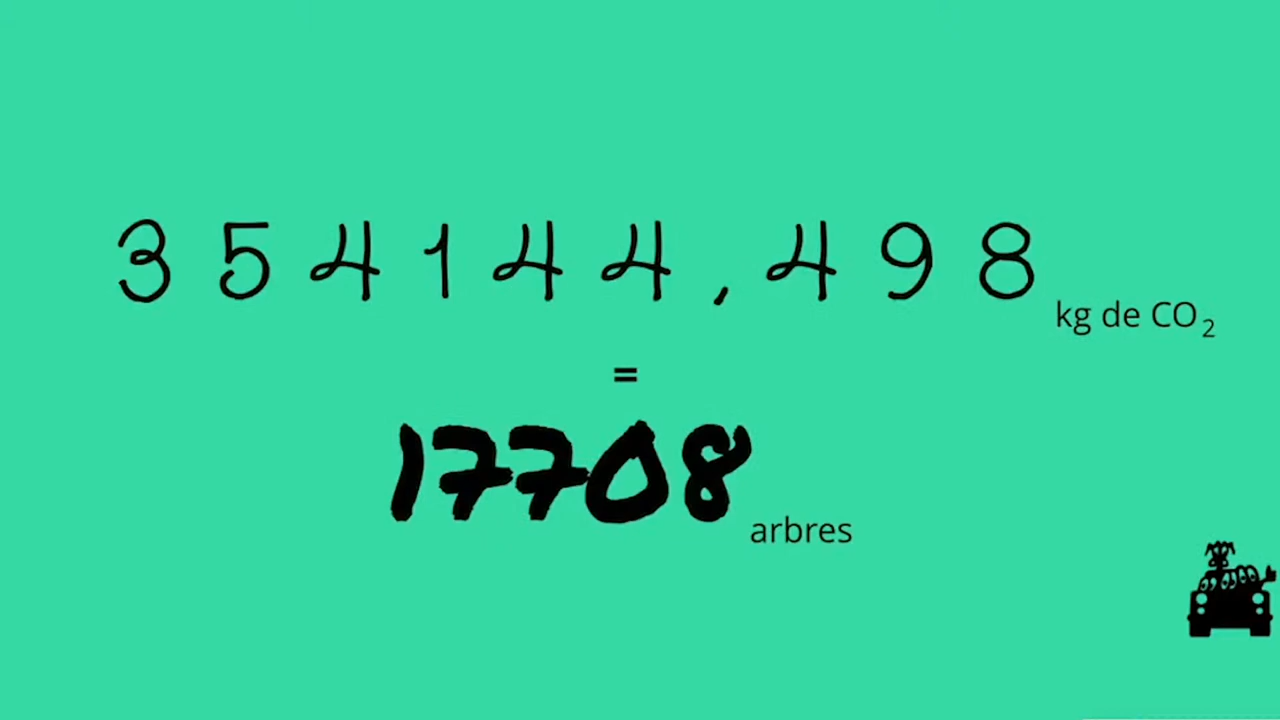 354144,498 kg de CO₂
=
17708 arbres